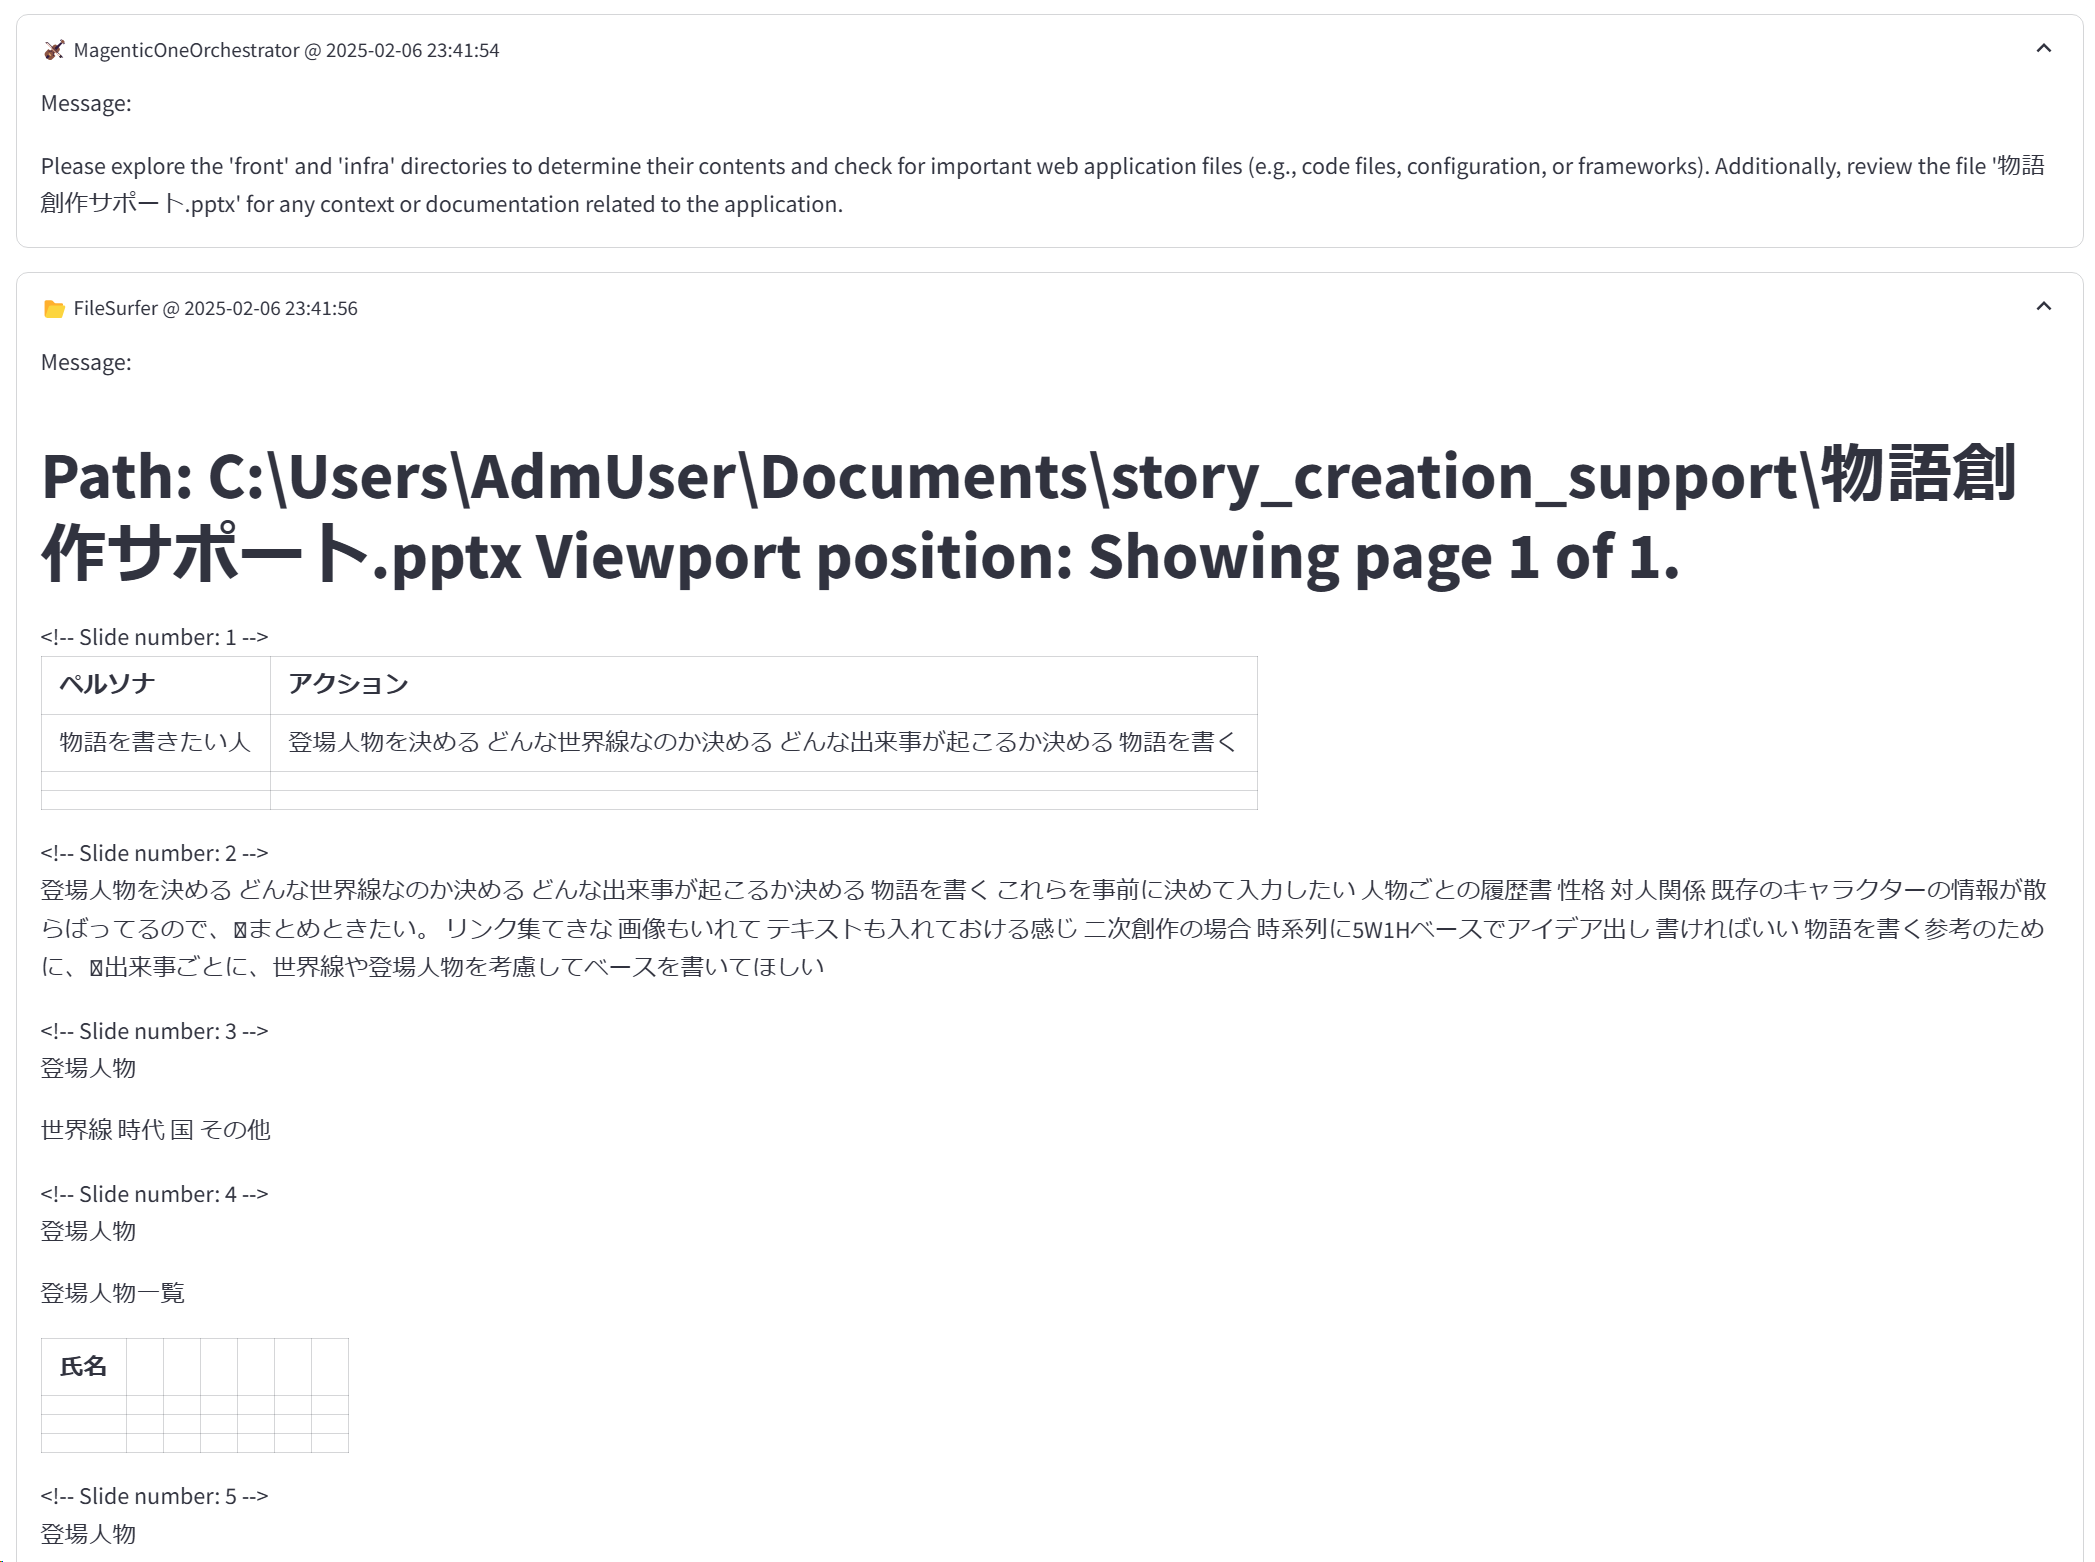 MagenticOneOrchestrator @ 2025-02-06 23:41:54
Message:
Please explore the 'front' and 'infra' directories to determine their contents and check for important web application files (e.g., code files, configuration, or frameworks). Additionally, review the file '物語
創作サポート.pptx' for any context or documentation related to the application.
FileSurfer @ 2025-02-06 23:41:56
Message:
Path: C:\Users\AdmUser\Documents\story_creation_support\物語創
作サポート.pptx Viewport position: Showing page 1 of 1.
<!-- Slide number: 1 -->
ペルソナ アクション
物語を書きたい人 登場人物を決める どんな世界線なのか決める どんな出来事が起こるか決める 物語を書く
<!-- Slide number: 2 -->
登場人物を決める どんな世界線なのか決める どんな出来事が起こるか決める 物語を書く これらを事前に決めて入力したい 人物ごとの履歴書 性格 対人関係 既存のキャラクターの情報が散
らばってるので、まとめときたい。 リンク集てきな 画像もいれて テキストも入れておける感じ 二次創作の場合 時系列に5W1Hベースでアイデア出し 書ければいい 物語を書く参考のため
に、出来事ごとに、世界線や登場人物を考慮してベースを書いてほしい
<!-- Slide number: 3 -->
登場人物
世界線 時代 国 その他
<!-- Slide number: 4 -->
登場人物
登場人物一覧
氏名
<!-- Slide number: 5 -->
登場人物